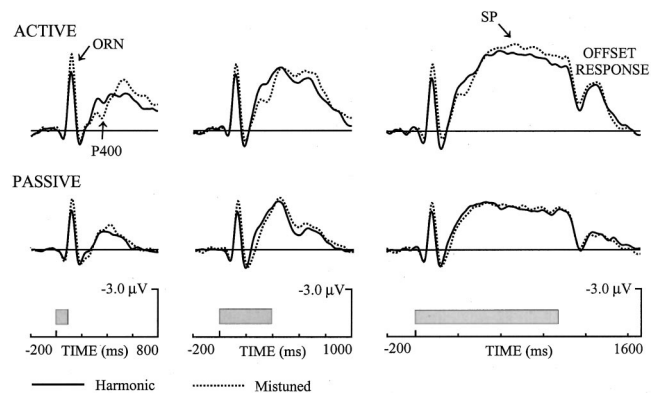 ACTIVE
ORN
P400
SP
OFFSET
RESPONSE
PASSIVE
-3.0 µV
-3.0 µV
-3.0 µV
-200 TIME (ms) 800
-200 TIME (ms) 1000
-200 TIME (ms) 1600
Harmonic
Mistuned